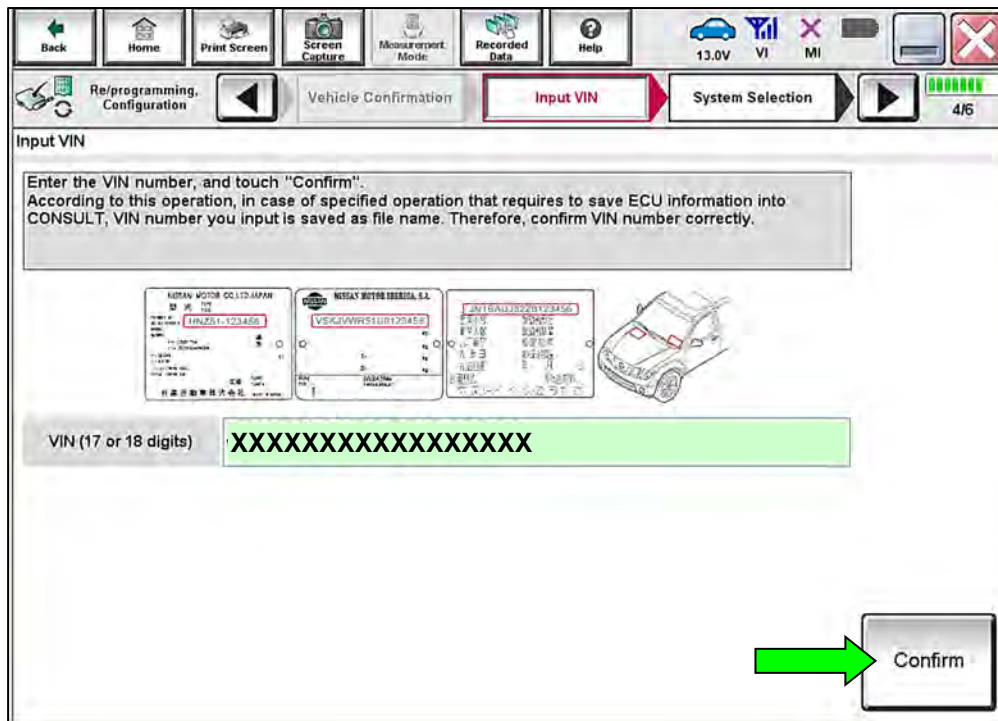 Back
Home
Print Screen
Screen Capture
Measurement Mode
Recorded Data
Help
13.0V
VI
MI
Re/programming, Configuration
Vehicle Confirmation
Input VIN
System Selection
4/6
Input VIN
Enter the VIN number, and touch "Confirm".
According to this operation, in case of specified operation that requires to save ECU information into
CONSULT, VIN number you input is saved as file name. Therefore, confirm VIN number correctly.
NISSAN MOTOR CO.,LTD.JAPAN
HNZ51-123456
NISSAN MOTOR IBERICA, S.A.
VSKJVWR51U0123456
VIN (17 or 18 digits)
XXXXXXXXXXXXXXXXX
Confirm